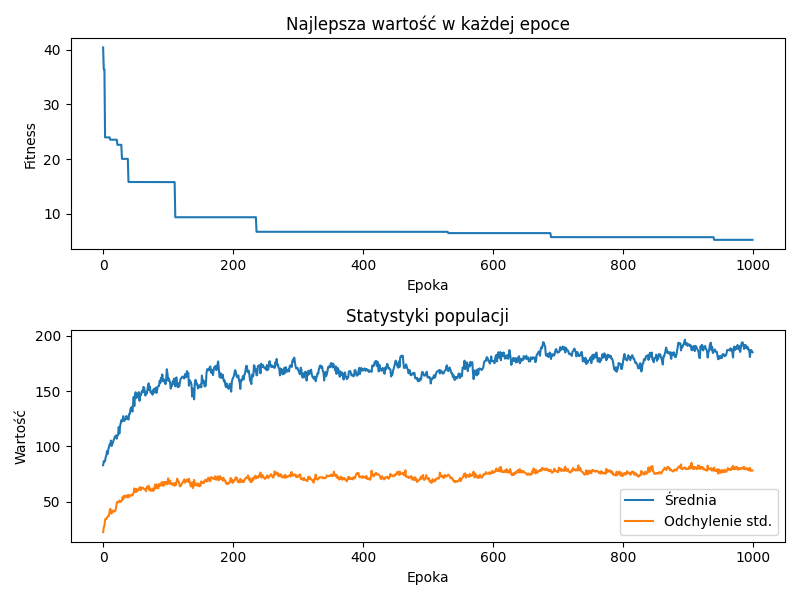 Najlepsza wartość w każdej epoce
40
30
20
10
Fitness
0 200 400 600 800 1000
Epoka
Statystyki populacji
200
150
100
50
Wartość
Średnia
Odchylenie std.
0 200 400 600 800 1000
Epoka